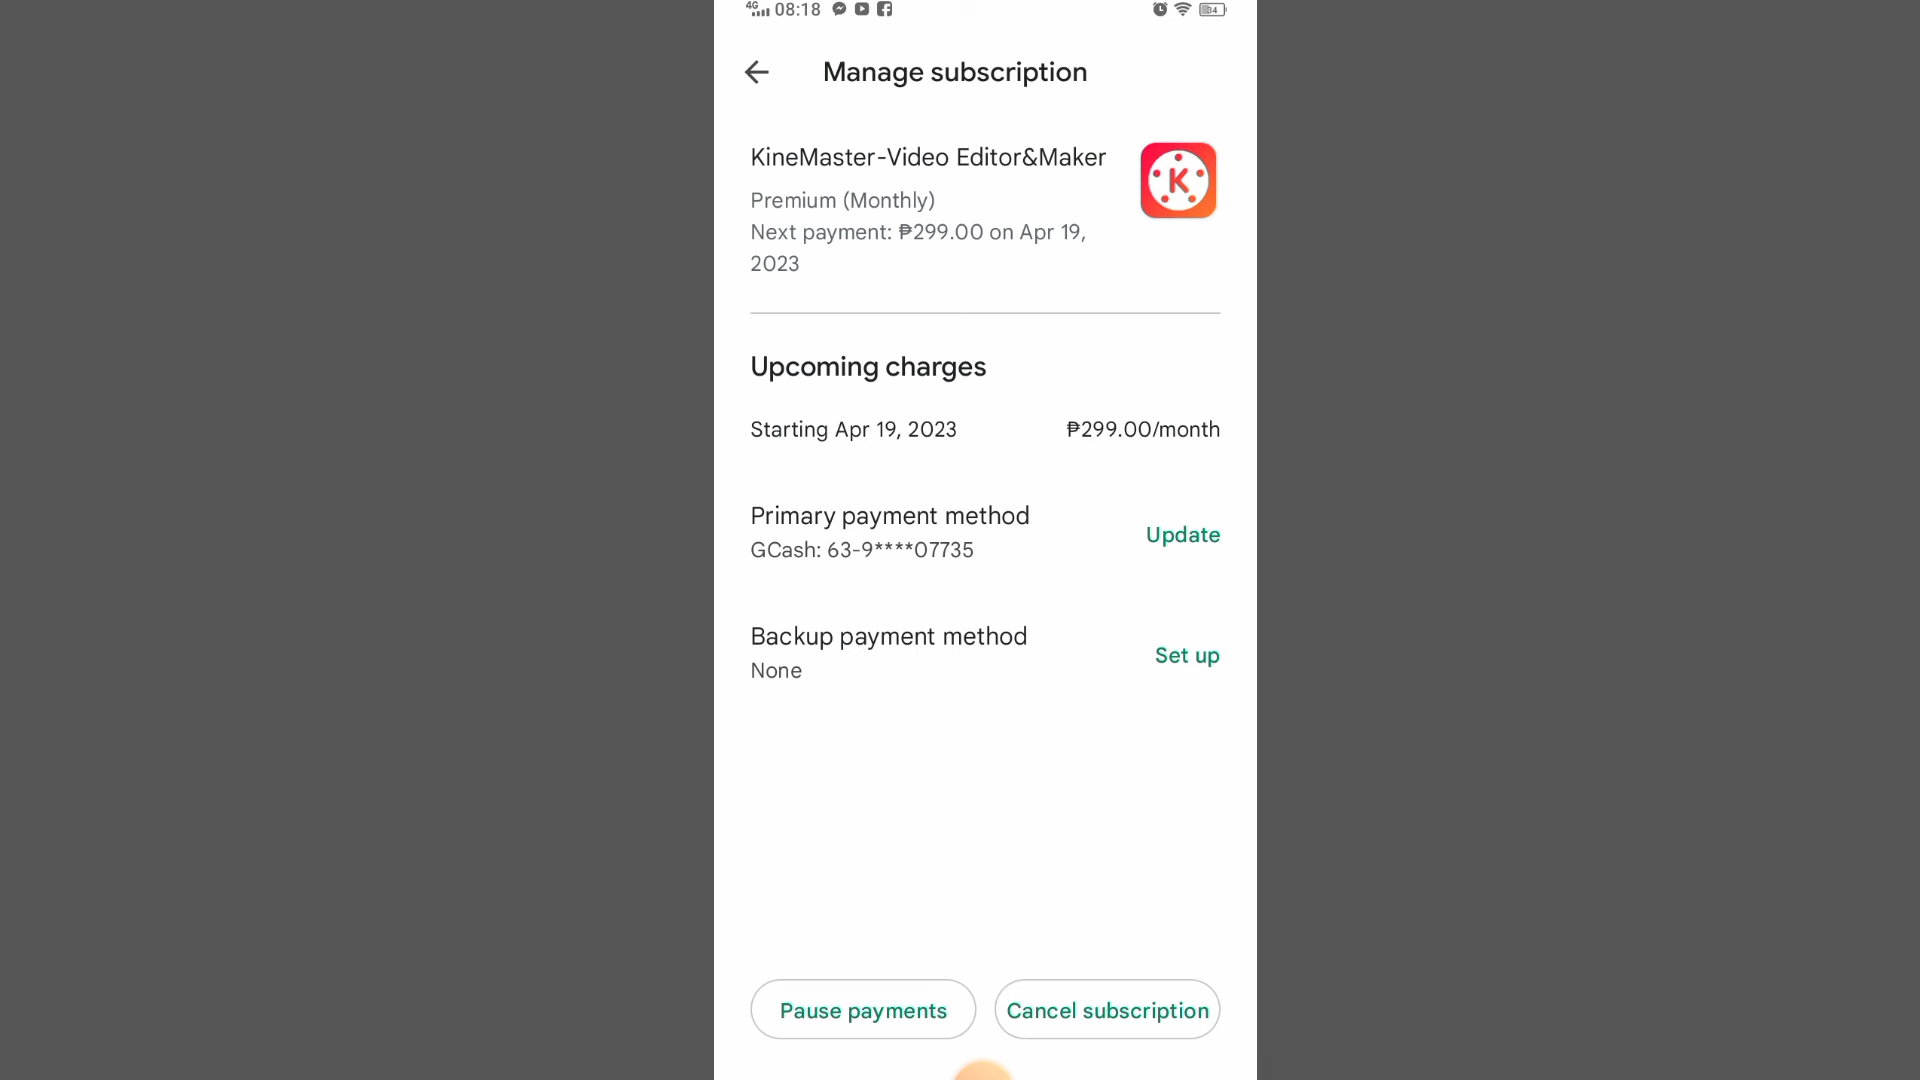 4G 08:18 34
Manage subscription
KineMaster-Video Editor&Maker
K
Premium (Monthly)
Next payment: ₱299.00 on Apr 19,
2023
Upcoming charges
Starting Apr 19, 2023 ₱299.00/month
Primary payment method
Update
GCash: 63-9****07735
Backup payment method
Set up
None
Pause payments Cancel subscription